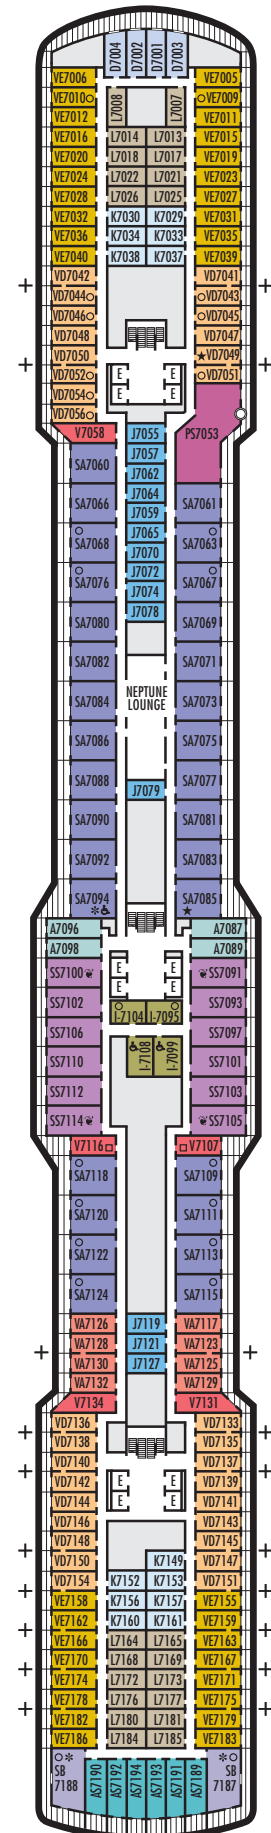 D7004 D7002 D7001 D7003
VE7006 VE7005
VE7010 L7008 L7007 VE7009
VE7012 VE7011
VE7016 L7014 L7013 VE7015
VE7020 L7018 L7017 VE7019
VE7024 L7022 L7021 VE7023
VE7028 L7026 L7025 VE7027
VE7032 K7030 K7029 VE7031
VE7036 K7034 K7033 VE7035
VE7040 K7038 K7037 VE7039
VD7042 VD7041
VD7044 VD7043
VD7046 VD7045
VD7048 VD7047
VD7050 VD7049
VD7052 E E VD7051
VD7054 E E
VD7056
V7058 J7055 PS7053
J7057
SA7060 J7062
J7064
SA7066 J7059 SA7061
J7065
SA7068 J7070 SA7063
J7072
SA7076 J7074 SA7067
J7078
SA7080 SA7069
SA7082 SA7071
SA7084 NEPTUNE SA7073
LOUNGE
SA7086 SA7075
SA7088 J7079 SA7077
SA7090 SA7081
SA7092 SA7083
SA7094 SA7085
A7096 A7087
A7098 A7089
SS7100 E E SS7091
SS7102 E E SS7093
I-7104 I-7095
SS7106 SS7097
SS7110 I-7108 I-7099 SS7101
SS7112 SS7103
SS7114 SS7105
V7116 V7107
SA7118 SA7109
SA7120 SA7111
SA7122 SA7113
SA7124 SA7115
VA7126 J7119 VA7117
VA7128 J7121 VA7123
VA7130 J7127 VA7125
VA7132 VA7129
V7134 V7131
VD7136 VD7133
VD7138 VD7135
VD7140 VD7137
VD7142 E E VD7139
VD7144 E E VD7141
VD7146 VD7143
VD7148 VD7145
VD7150 K7149 VD7147
VD7154 K7152 K7153 VD7151
VE7158 K7156 K7157 VE7155
VE7162 K7160 K7161 VE7159
VE7166 L7164 L7165 VE7163
VE7170 L7168 L7169 VE7167
VE7174 L7172 L7173 VE7171
VE7178 L7176 L7177 VE7175
VE7182 L7180 L7181 VE7179
VE7186 L7184 L7185 VE7183
SB SB
7188 AS7190 AS7192 AS7194 AS7193 AS7191 AS7189 7187